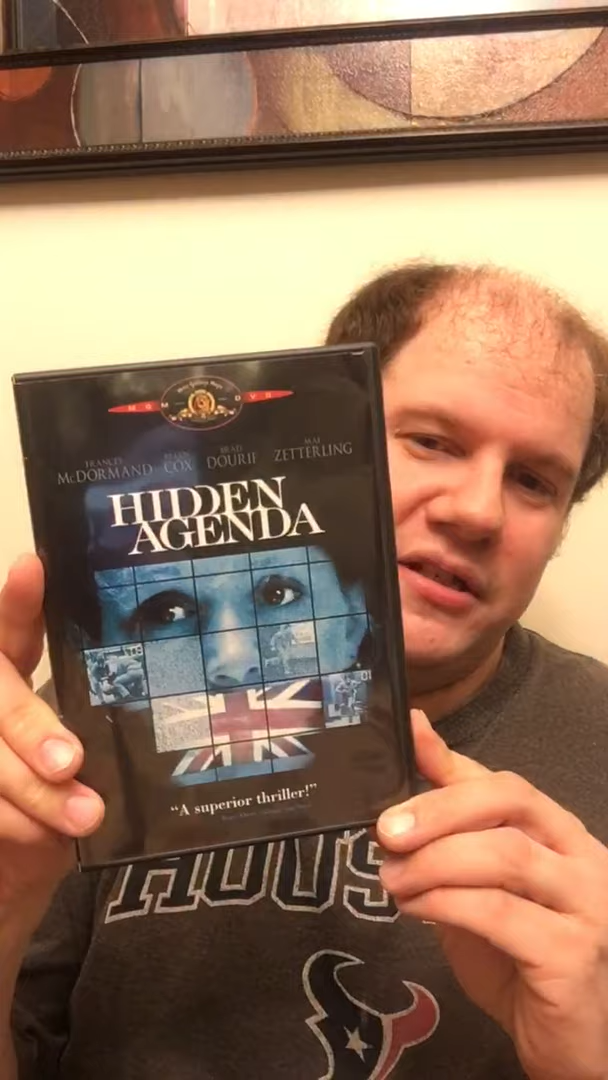 MGM DVD
FRANCES BRIAN BRAD MAI
McDORMAND COX DOURIF ZETTERLING
HIDDEN
AGENDA
"A superior thriller!"
HOUS